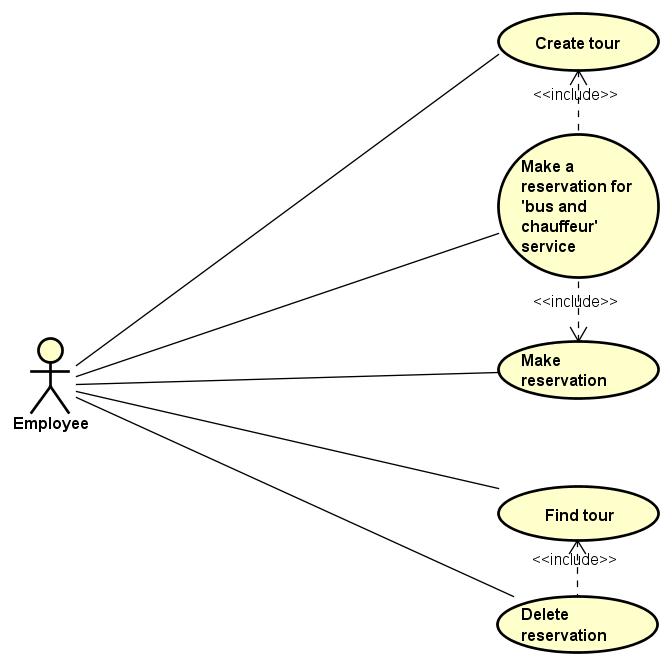 Create tour
<<include>>
Make a
reservation for
'bus and
chauffeur'
service
<<include>>
Make
reservation
Employee
Find tour
<<include>>
Delete
reservation